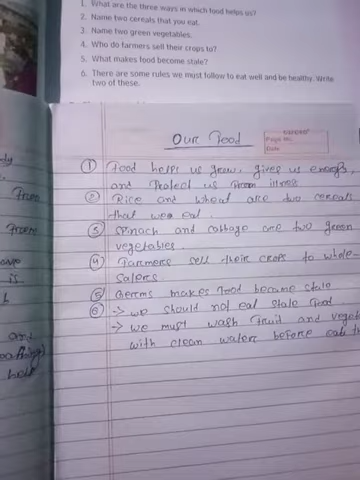 1. What are the three ways in which food helps us?
2. Name two cereals that you eat.
3. Name two green vegetables.
4. Who do farmers sell their crops to?
5. What makes food become stale?
6. There are some rules we must follow to eat well and be healthy. Write
two of these.
Our Food
Page No.
Date
① Food helps us grow, gives us energy,
and Protect us from illness
② Rice and wheat are two cereals
that we eat.
③ Spinach and cabbage are two green
vegetables.
④ Farmers sell their crops to whole-
salers.
⑤ Germs makes food become stale
⑥ -> we should not eat stale food.
-> we must wash fruit and
with clean water before eat
and
help